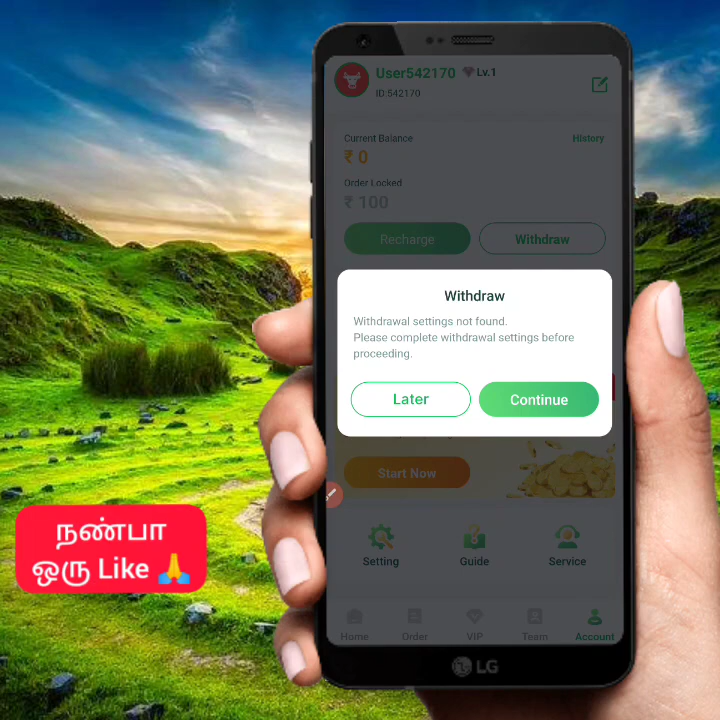 User542170 Lv.1
ID:542170
Current Balance
History
₹ 0
Order Locked
₹ 100
Recharge
Withdraw
Withdraw
Withdrawal settings not found.
Please complete withdrawal settings before
proceeding.
Later
Continue
Start Now
Setting
Guide
Service
Home
Order
VIP
Team
Account
LG
நண்பா
ஒரு Like 🙏